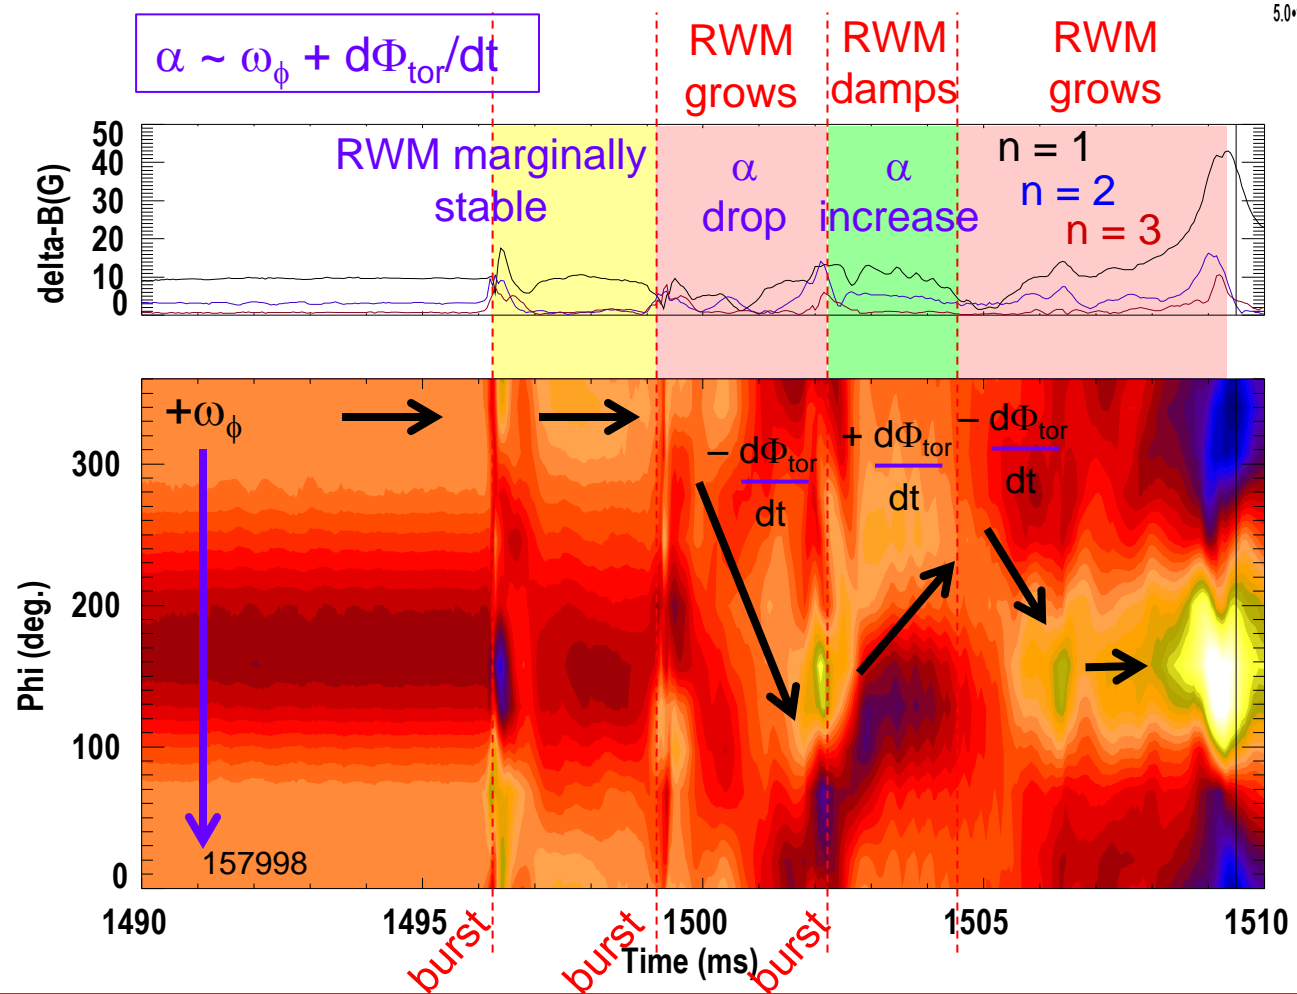 5.0
α ~ ωϕ + dΦtor/dt
RWM
grows
RWM
damps
RWM
grows
50
40
30
20
10
0
delta-B(G)
RWM marginally
stable
α
drop
α
increase
n = 1
n = 2
n = 3
+ωϕ
– dΦtor
dt
+ dΦtor
dt
– dΦtor
dt
300
200
100
0
Phi (deg.)
157998
1490
1495
1500
1505
1510
burst
burst
burst
Time (ms)